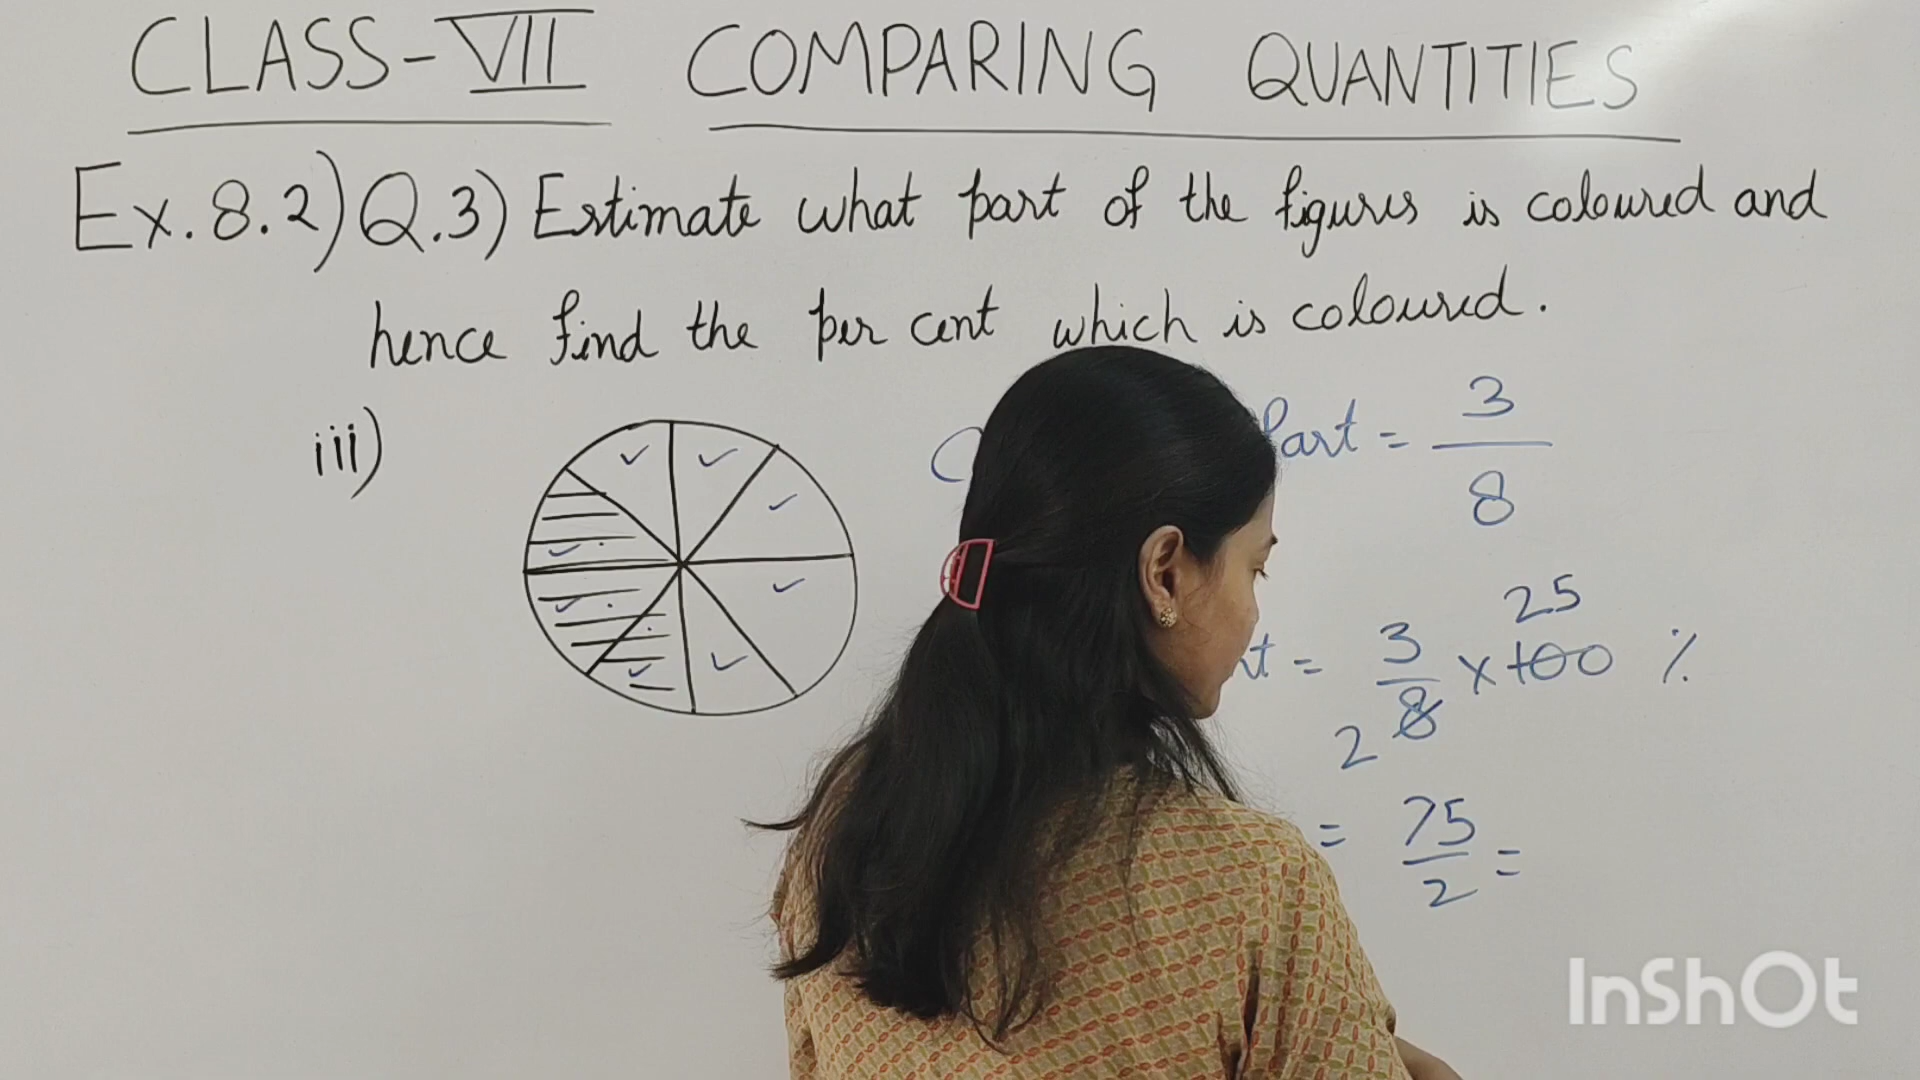 CLASS-VII COMPARING QUANTITIES
Ex.8.2) Q.3) Estimate what part of the figures is coloured and
hence find the per cent which is coloured.
iii)
Part = 3/8
= 3/8 x 100 %
25
2
= 75/2 =
InShOt